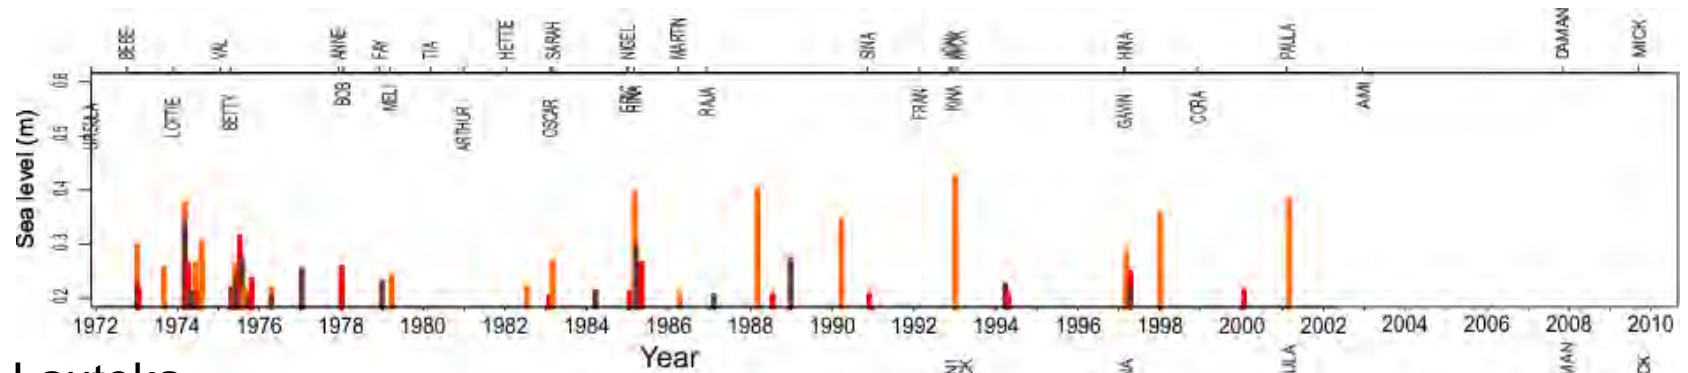 BEBE VAL ANNE FAY TIA HETTIE SARAH NIGEL MARTIN SINA NICK HINA PAULA DAMAN MICK
URSULA LOTTIE BETTY BOB MELI ARTHUR OSCAR RAJA FRAN KINA GAVIN CORA AMI
Sea level (m)
0.6
0.5
0.4
0.3
0.2
1972 1974 1976 1978 1980 1982 1984 1986 1988 1990 1992 1994 1996 1998 2000 2002 2004 2006 2008 2010
Year